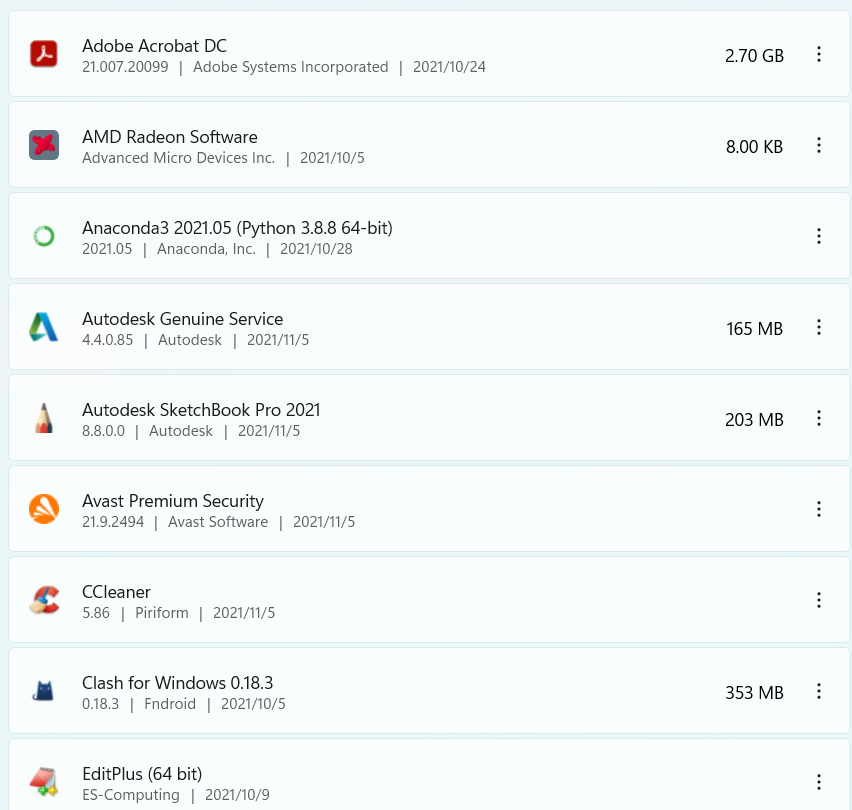 Adobe Acrobat DC
21.007.20099 | Adobe Systems Incorporated | 2021/10/24
2.70 GB
AMD Radeon Software
Advanced Micro Devices Inc. | 2021/10/5
8.00 KB
Anaconda3 2021.05 (Python 3.8.8 64-bit)
2021.05 | Anaconda, Inc. | 2021/10/28
Autodesk Genuine Service
4.4.0.85 | Autodesk | 2021/11/5
165 MB
Autodesk SketchBook Pro 2021
8.8.0.0 | Autodesk | 2021/11/5
203 MB
Avast Premium Security
21.9.2494 | Avast Software | 2021/11/5
CCleaner
5.86 | Piriform | 2021/11/5
Clash for Windows 0.18.3
0.18.3 | Fndroid | 2021/10/5
353 MB
EditPlus (64 bit)
ES-Computing | 2021/10/9